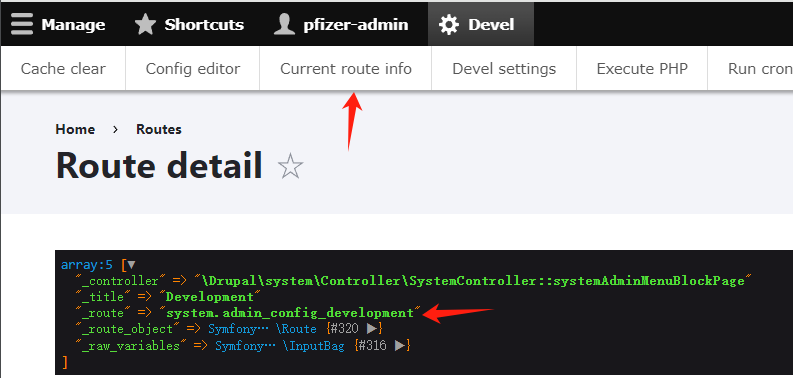 Manage Shortcuts pfizer-admin Devel
Cache clear Config editor Current route info Devel settings Execute PHP Run cron
Home › Routes
Route detail ☆
array:5 [▼
"_controller" => "\Drupal\system\Controller\SystemController::systemAdminMenuBlockPage"
"_title" => "Development"
"_route" => "system.admin_config_development"
"_route_object" => Symfony… \Route {#320 ▶}
"_raw_variables" => Symfony… \InputBag {#316 ▶}
]